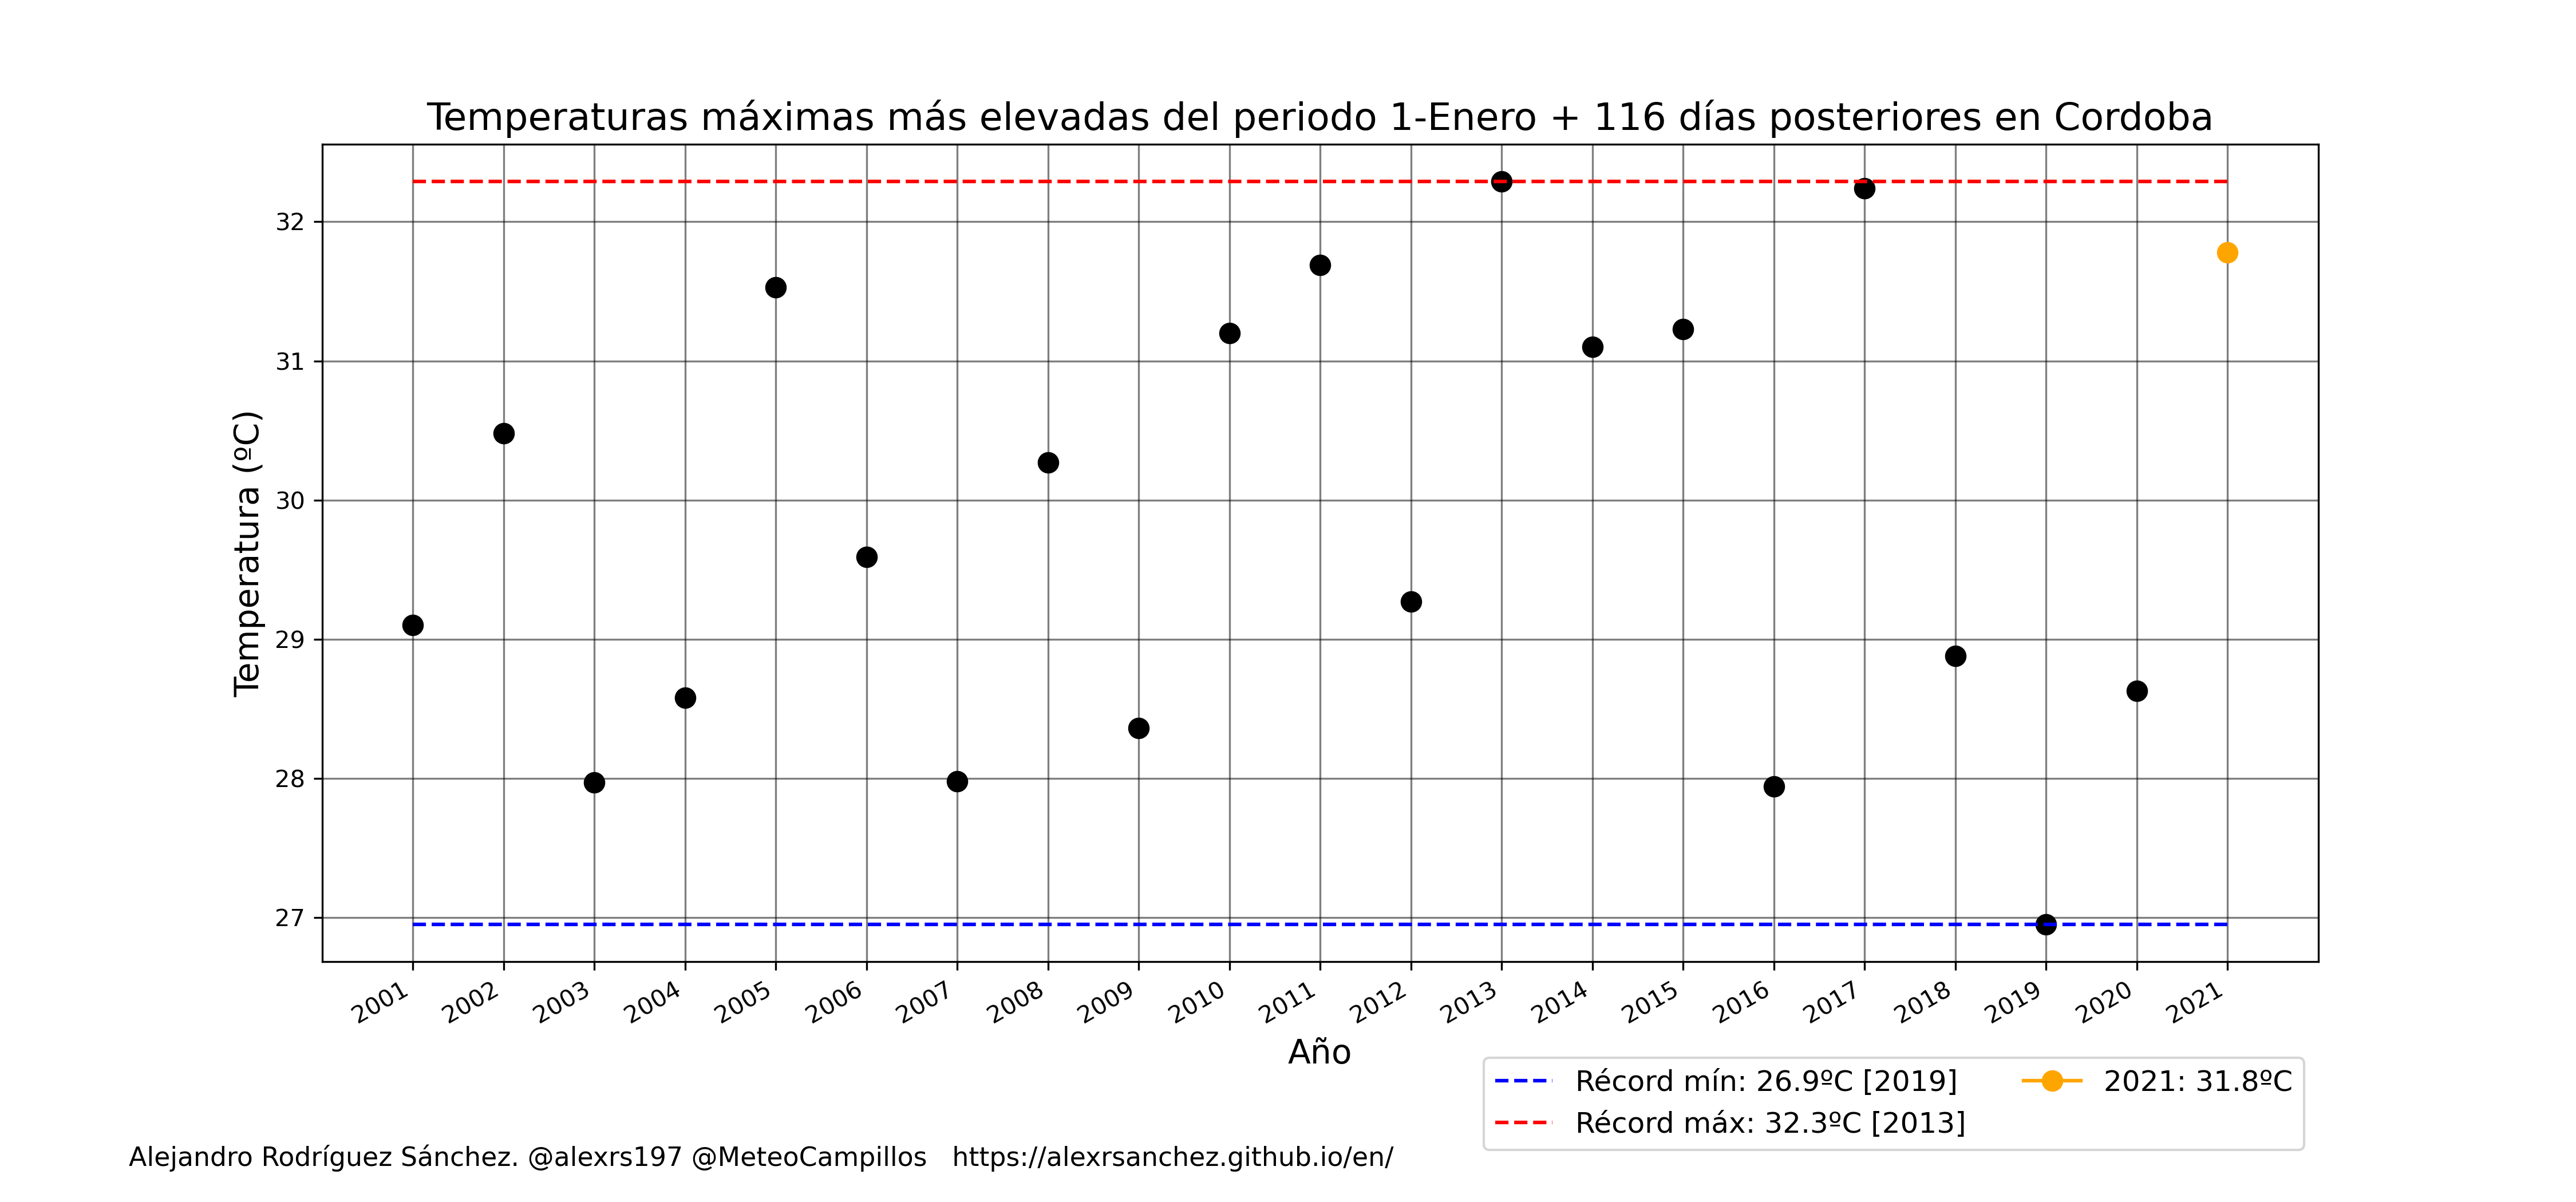 Temperaturas máximas más elevadas del periodo 1-Enero + 116 días posteriores en Cordoba
Temperatura (ºC)
32
31
30
29
28
27
2001 2002 2003 2004 2005 2006 2007 2008 2009 2010 2011 2012 2013 2014 2015 2016 2017 2018 2019 2020 2021
Año
Récord mín: 26.9ºC [2019]
Récord máx: 32.3ºC [2013]
2021: 31.8ºC
Alejandro Rodríguez Sánchez. @alexrs197 @MeteoCampillos https://alexrsanchez.github.io/en/